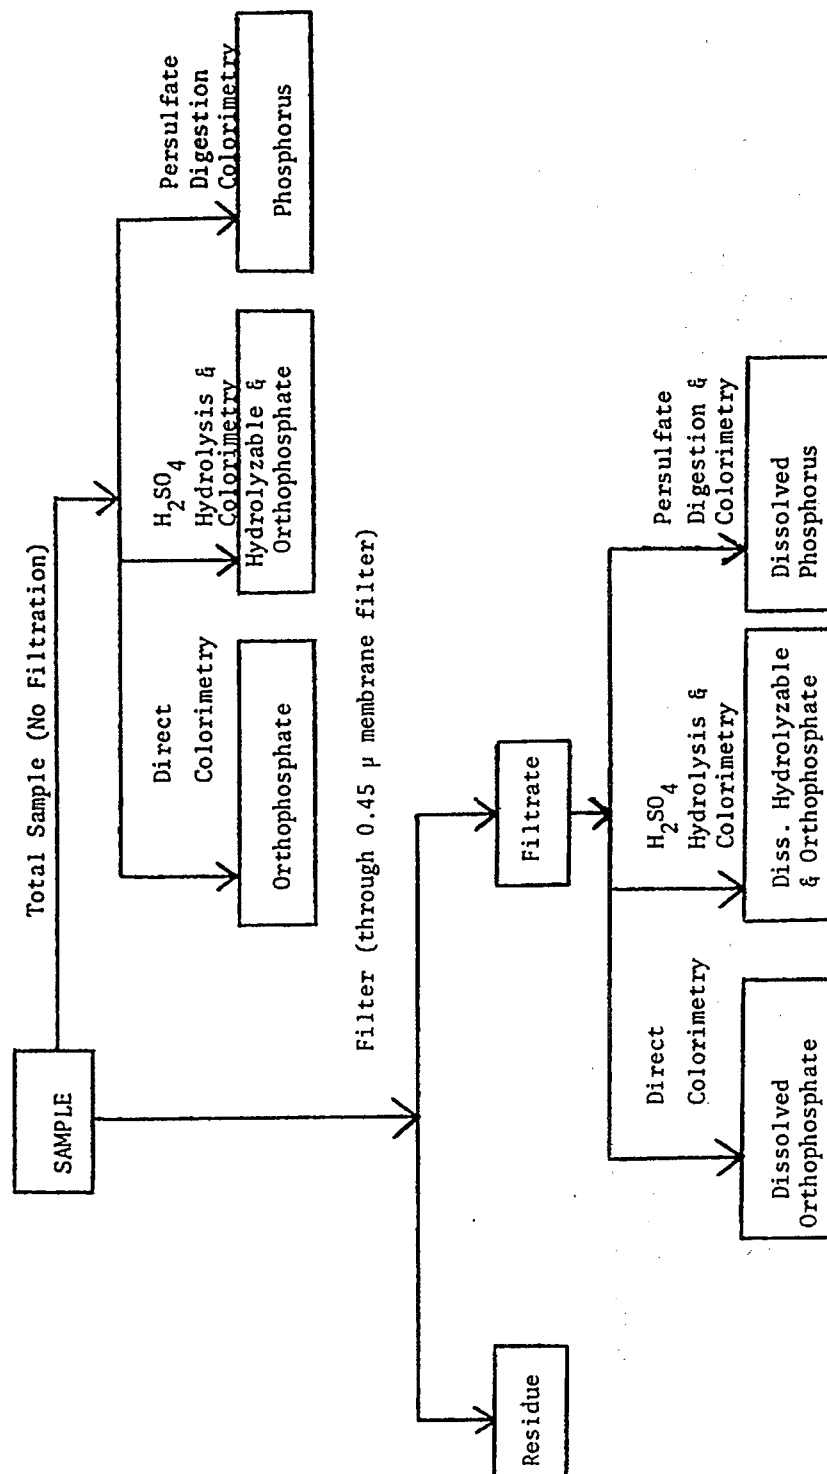 SAMPLE
Total Sample (No Filtration)
Direct
Colorimetry
H2SO4
Hydrolysis &
Colorimetry
Persulfate
Digestion
Colorimetry
Orthophosphate
Hydrolyzable &
Orthophosphate
Phosphorus
Filter (through 0.45 μ membrane filter)
Residue
Filtrate
Direct
Colorimetry
H2SO4
Hydrolysis &
Colorimetry
Persulfate
Digestion &
Colorimetry
Dissolved
Orthophosphate
Diss. Hydrolyzable
& Orthophosphate
Dissolved
Phosphorus